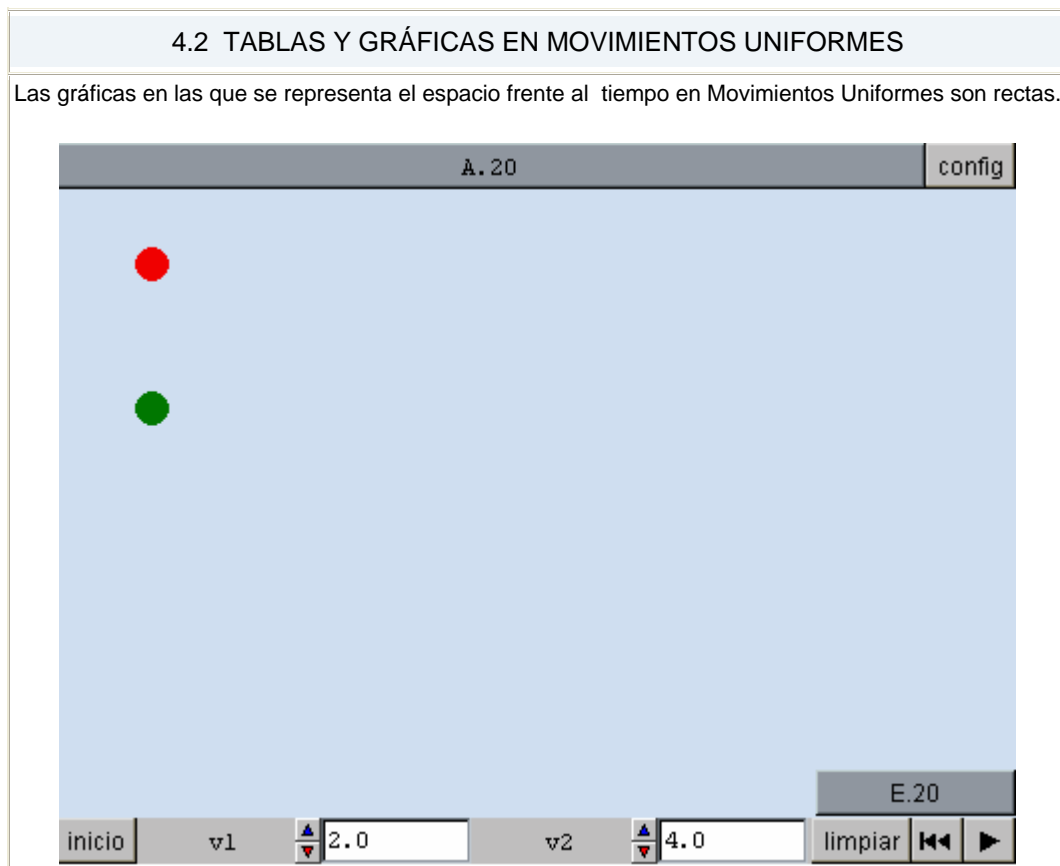 4.2 TABLAS Y GRÁFICAS EN MOVIMIENTOS UNIFORMES
Las gráficas en las que se representa el espacio frente al tiempo en Movimientos Uniformes son rectas.
A.20 config
E.20
inicio v1 2.0 v2 4.0 limpiar